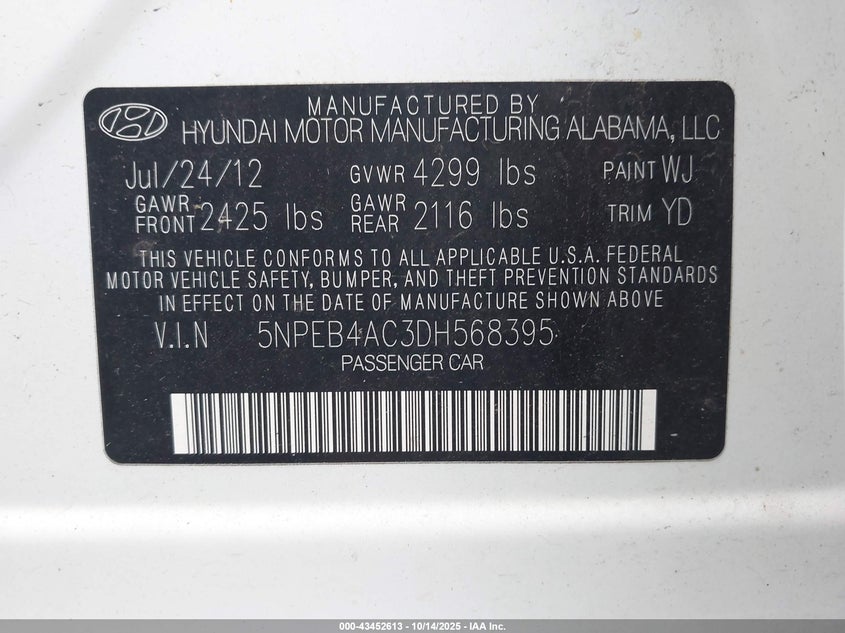 MANUFACTURED BY
HYUNDAI MOTOR MANUFACTURING ALABAMA, LLC
Jul/24/12 GVWR 4299 lbs PAINT WJ
GAWR FRONT 2425 lbs GAWR REAR 2116 lbs TRIM YD
THIS VEHICLE CONFORMS TO ALL APPLICABLE U.S.A. FEDERAL
MOTOR VEHICLE SAFETY, BUMPER, AND THEFT PREVENTION STANDARDS
IN EFFECT ON THE DATE OF MANUFACTURE SHOWN ABOVE
V.I.N 5NPEB4AC3DH568395
PASSENGER CAR
000-43452613 - 10/14/2025 - IAA Inc.